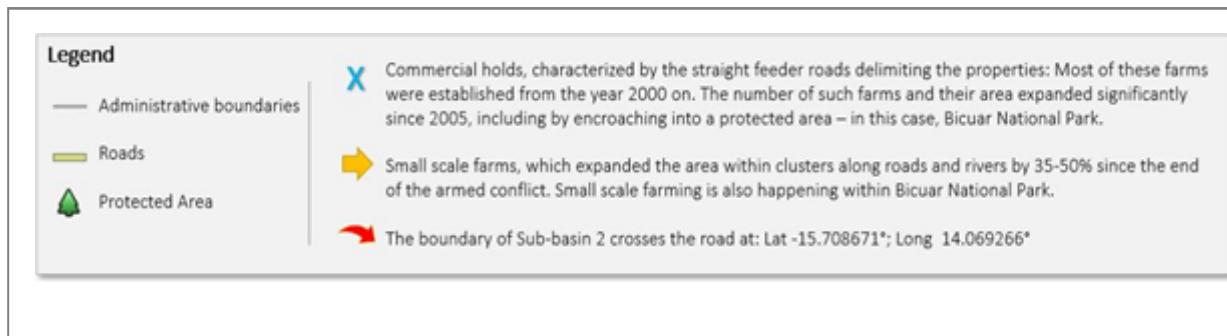 Legend
Administrative boundaries
Roads
Protected Area
X
Commercial holds, characterized by the straight feeder roads delimiting the properties: Most of these farms
were established from the year 2000 on. The number of such farms and their area expanded significantly
since 2005, including by encroaching into a protected area – in this case, Bicuar National Park.
Small scale farms, which expanded the area within clusters along roads and rivers by 35-50% since the end
of the armed conflict. Small scale farming is also happening within Bicuar National Park.
The boundary of Sub-basin 2 crosses the road at: Lat -15.708671°; Long 14.069266°